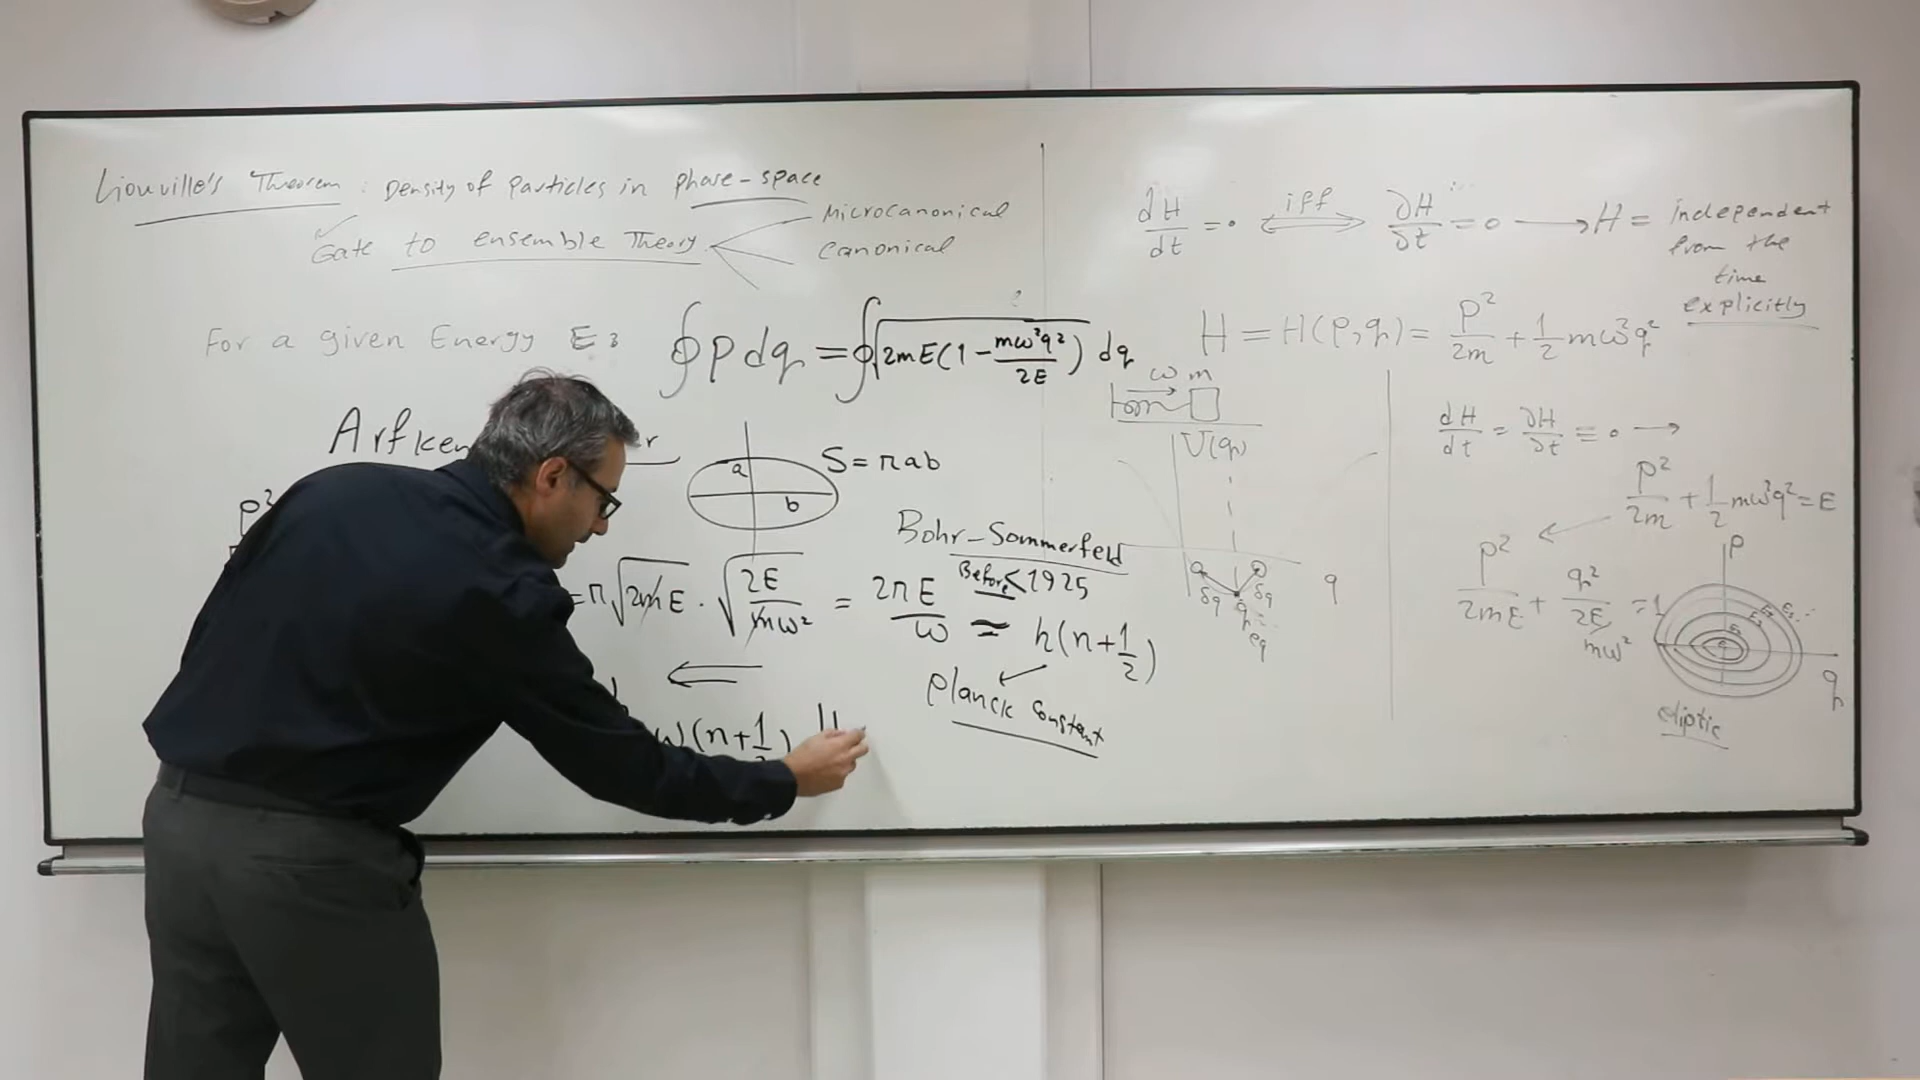 Liouville's Theorem: Density of Particles in phase-space
Gate to ensemble Theory
Microcanonical
Canonical
For a given Energy E:
∮ p dq = ∮ √(2mE(1 - mω²q²/2E)) dq
Arfken
a
b
S = πab
p²
= π√(2mE) · √(2E/mω²) = 2πE/ω ≈ h(n+1/2)
Bohr-Sommerfeld
Before < 1925
Planck Constant
ω(n+1/2)
dH/dt = 0 ⟺ iff ∂H/∂t = 0 → H = independent
from the
time
explicitly
H = H(p,q) = p²/2m + 1/2 mω²q²
ω m
U(q)
q
δq δq
q eq
dH/dt = ∂H/∂t = 0 →
p²/2m + 1/2 mω²q² = E
p²/2mE + q²/(2E/mω²) = 1
p
q
eliptic